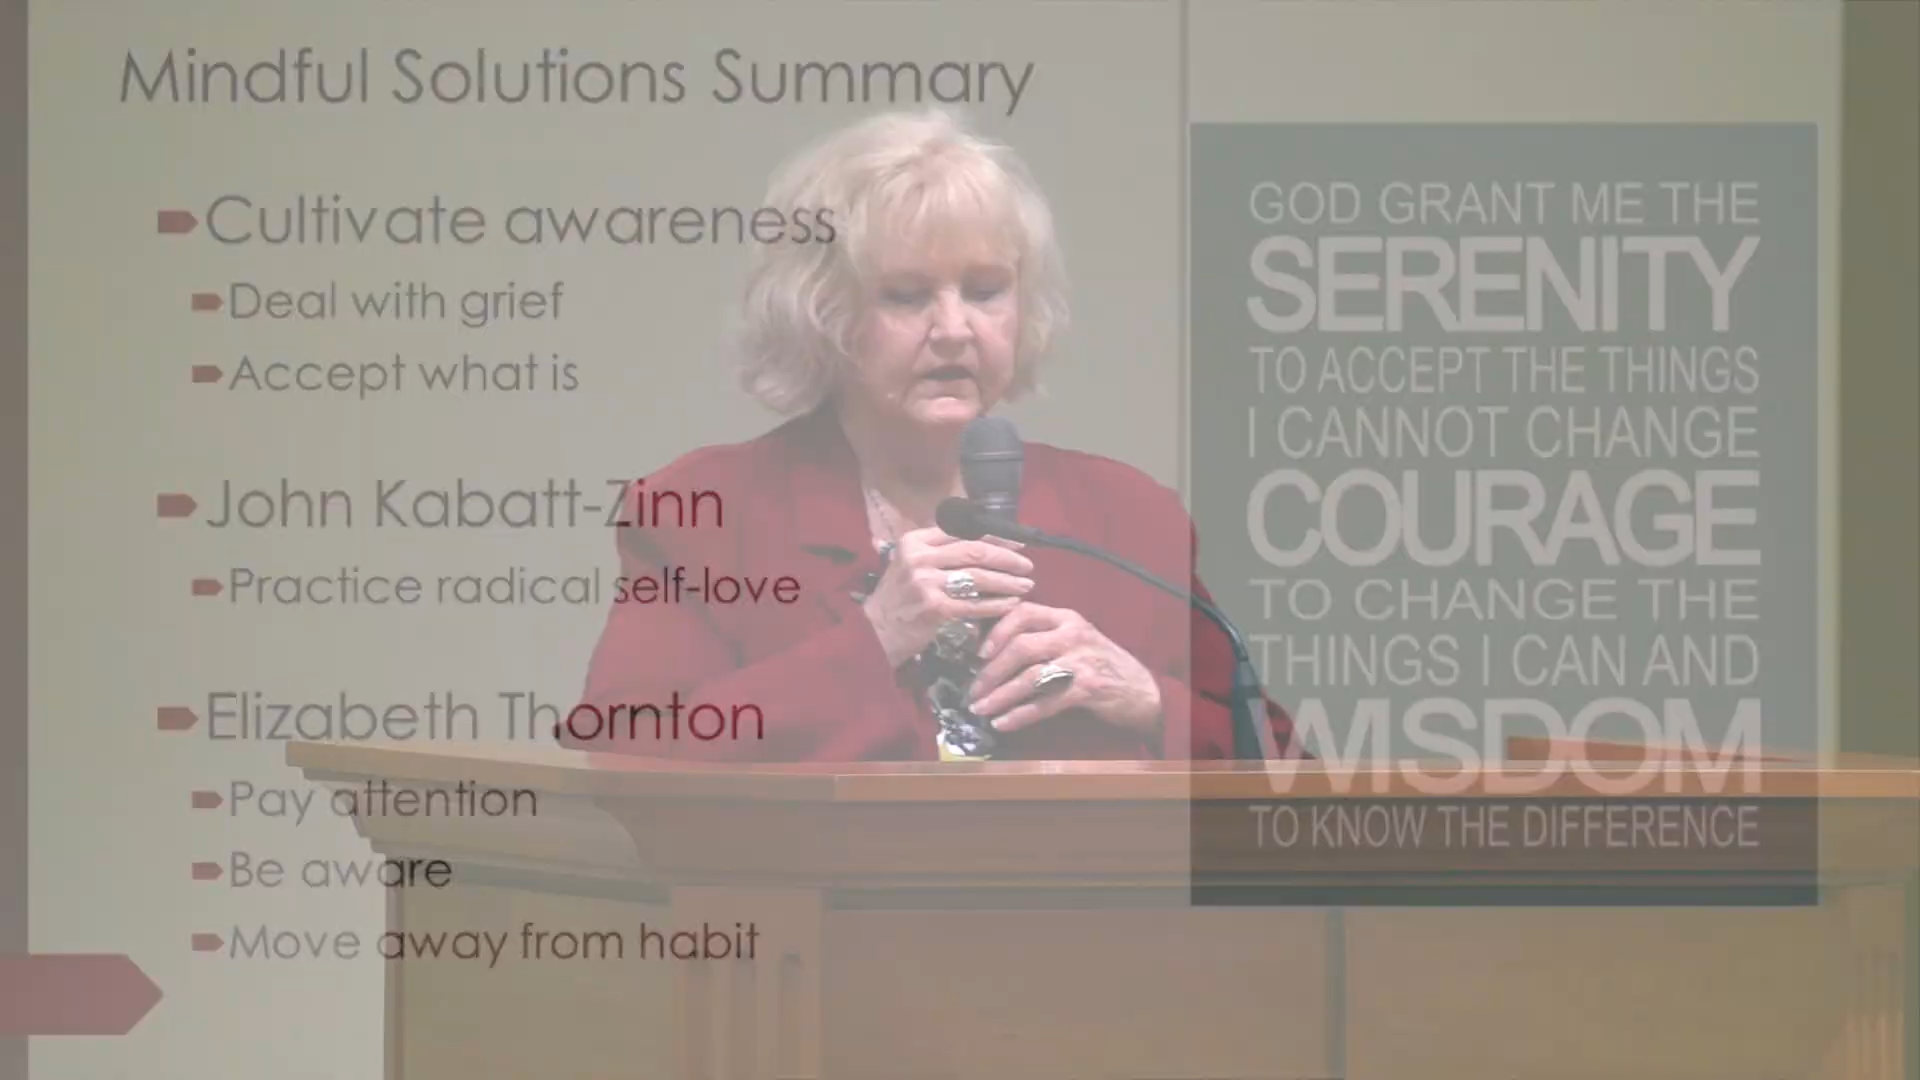 Mindful Solutions Summary
Cultivate awareness
Deal with grief
Accept what is
John Kabatt-Zinn
Practice radical self-love
Elizabeth Thornton
Pay attention
Be aware
Move away from habit
GOD GRANT ME THE
SERENITY
TO ACCEPT THE THINGS
I CANNOT CHANGE
COURAGE
TO CHANGE THE
THINGS I CAN AND
WISDOM
TO KNOW THE DIFFERENCE